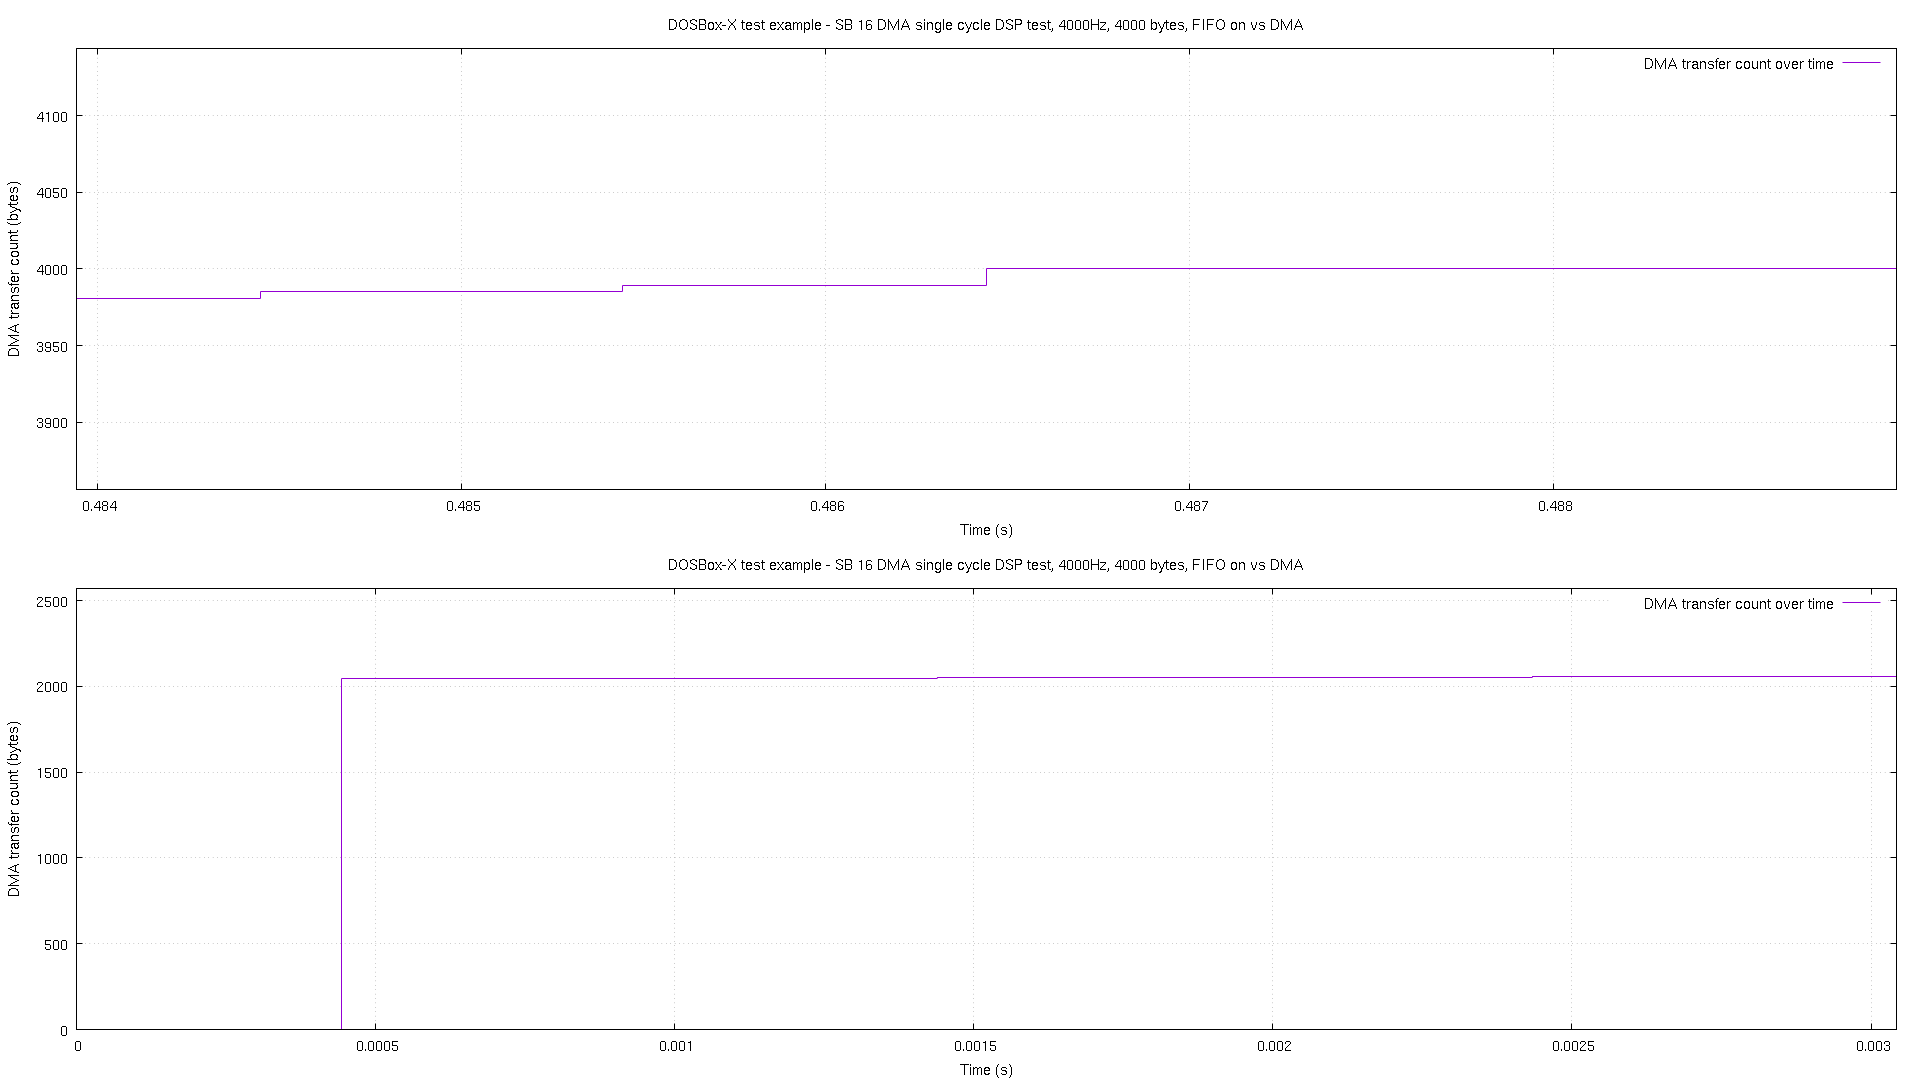 DOSBox-X test example - SB 16 DMA single cycle DSP test, 4000Hz, 4000 bytes, FIFO on vs DMA
DMA transfer count over time
DMA transfer count (bytes)
4100
4050
4000
3950
3900
0.484 0.485 0.486 0.487 0.488
Time (s)
DOSBox-X test example - SB 16 DMA single cycle DSP test, 4000Hz, 4000 bytes, FIFO on vs DMA
DMA transfer count over time
DMA transfer count (bytes)
2500
2000
1500
1000
500
0
0 0.0005 0.001 0.0015 0.002 0.0025 0.003
Time (s)